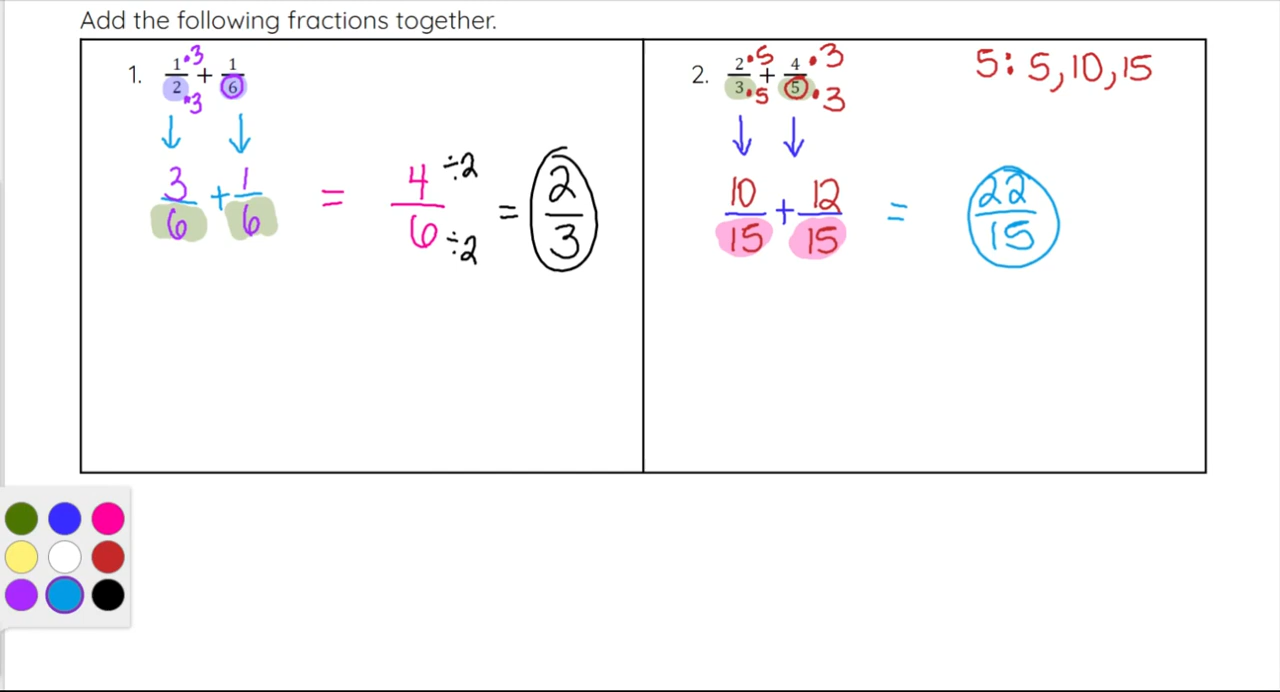 Add the following fractions together.
1. 1/2 + 1/6
·3
·3
3/6 + 1/6 = 4/6 = 2/3
÷2
÷2
2. 2/3 + 4/5
·5 ·3
·5 ·3
5: 5, 10, 15
10/15 + 12/15 = 22/15